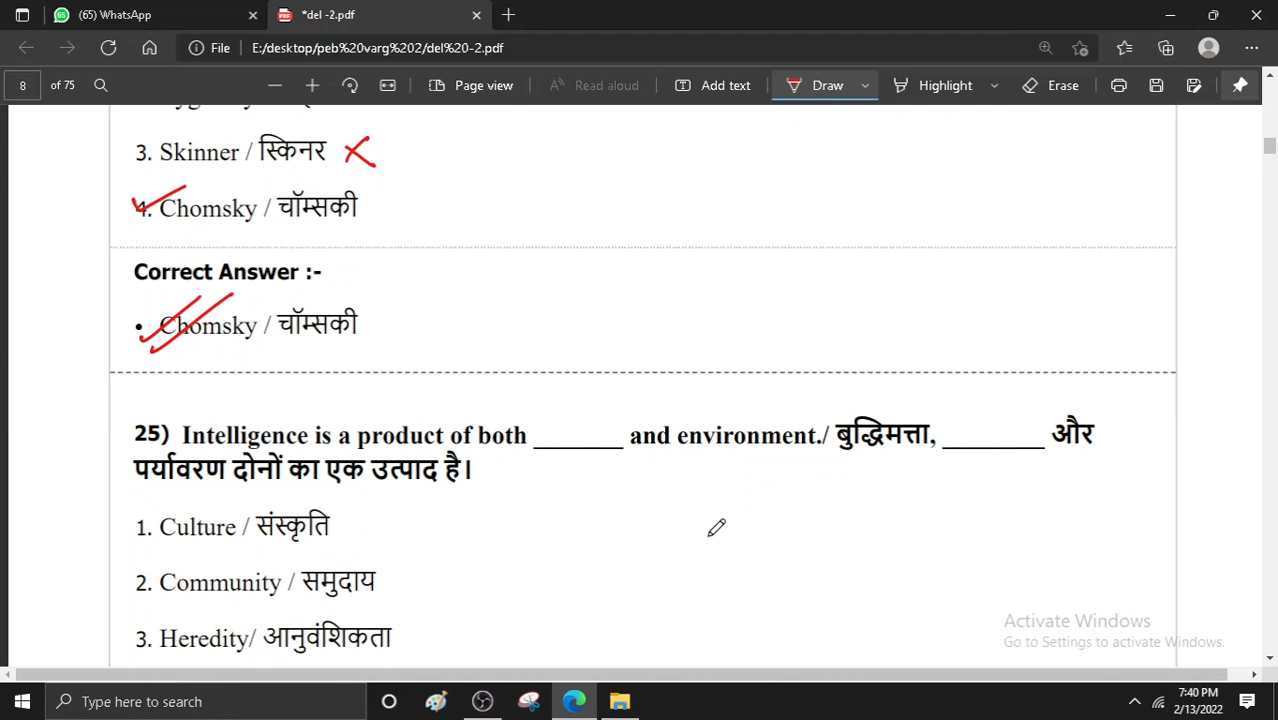 (65) WhatsApp
*del -2.pdf
File
E:/desktop/peb%20varg%202/del%20-2.pdf
8 of 75
Page view
Read aloud
Add text
Draw
Highlight
Erase
3. Skinner / स्किनर
4. Chomsky / चॉम्सकी
Correct Answer :-
• Chomsky / चॉम्सकी
25) Intelligence is a product of both _______ and environment./ बुद्धिमत्ता, ________ और
पर्यावरण दोनों का एक उत्पाद है।
1. Culture / संस्कृति
2. Community / समुदाय
3. Heredity/ आनुवंशिकता
Activate Windows
Go to Settings to activate Windows.
Type here to search
7:40 PM
2/13/2022